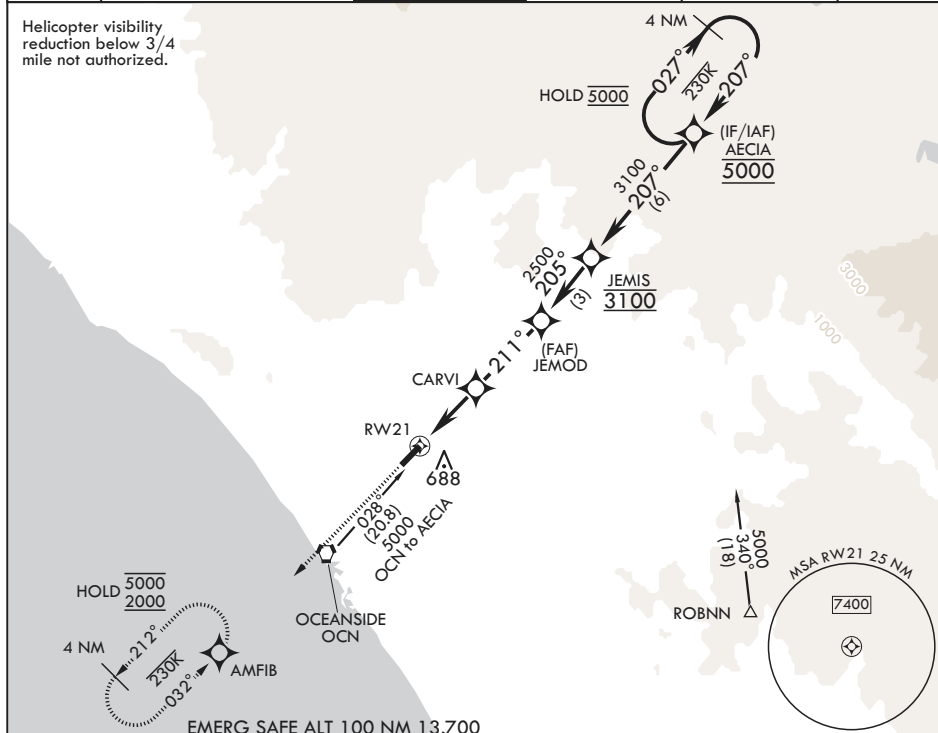 Helicopter visibility
reduction below 3/4
mile not authorized.
4 NM
027°
230K
207°
HOLD 5000
(IF/IAF)
AECIA
5000
3100
207°
(6)
2500
205°
(3)
JEMIS
3100
3000
1000
211°
(FAF)
JEMOD
CARVI
RW21
688
028°
(20.8)
5000
OCN to AECIA
OCEANSIDE
OCN
5000
340°
(18)
ROBNN
MSA RW21 25 NM
7400
HOLD 5000
2000
4 NM
212°
230K
032°
AMFIB
EMERG SAFE ALT 100 NM 13,700